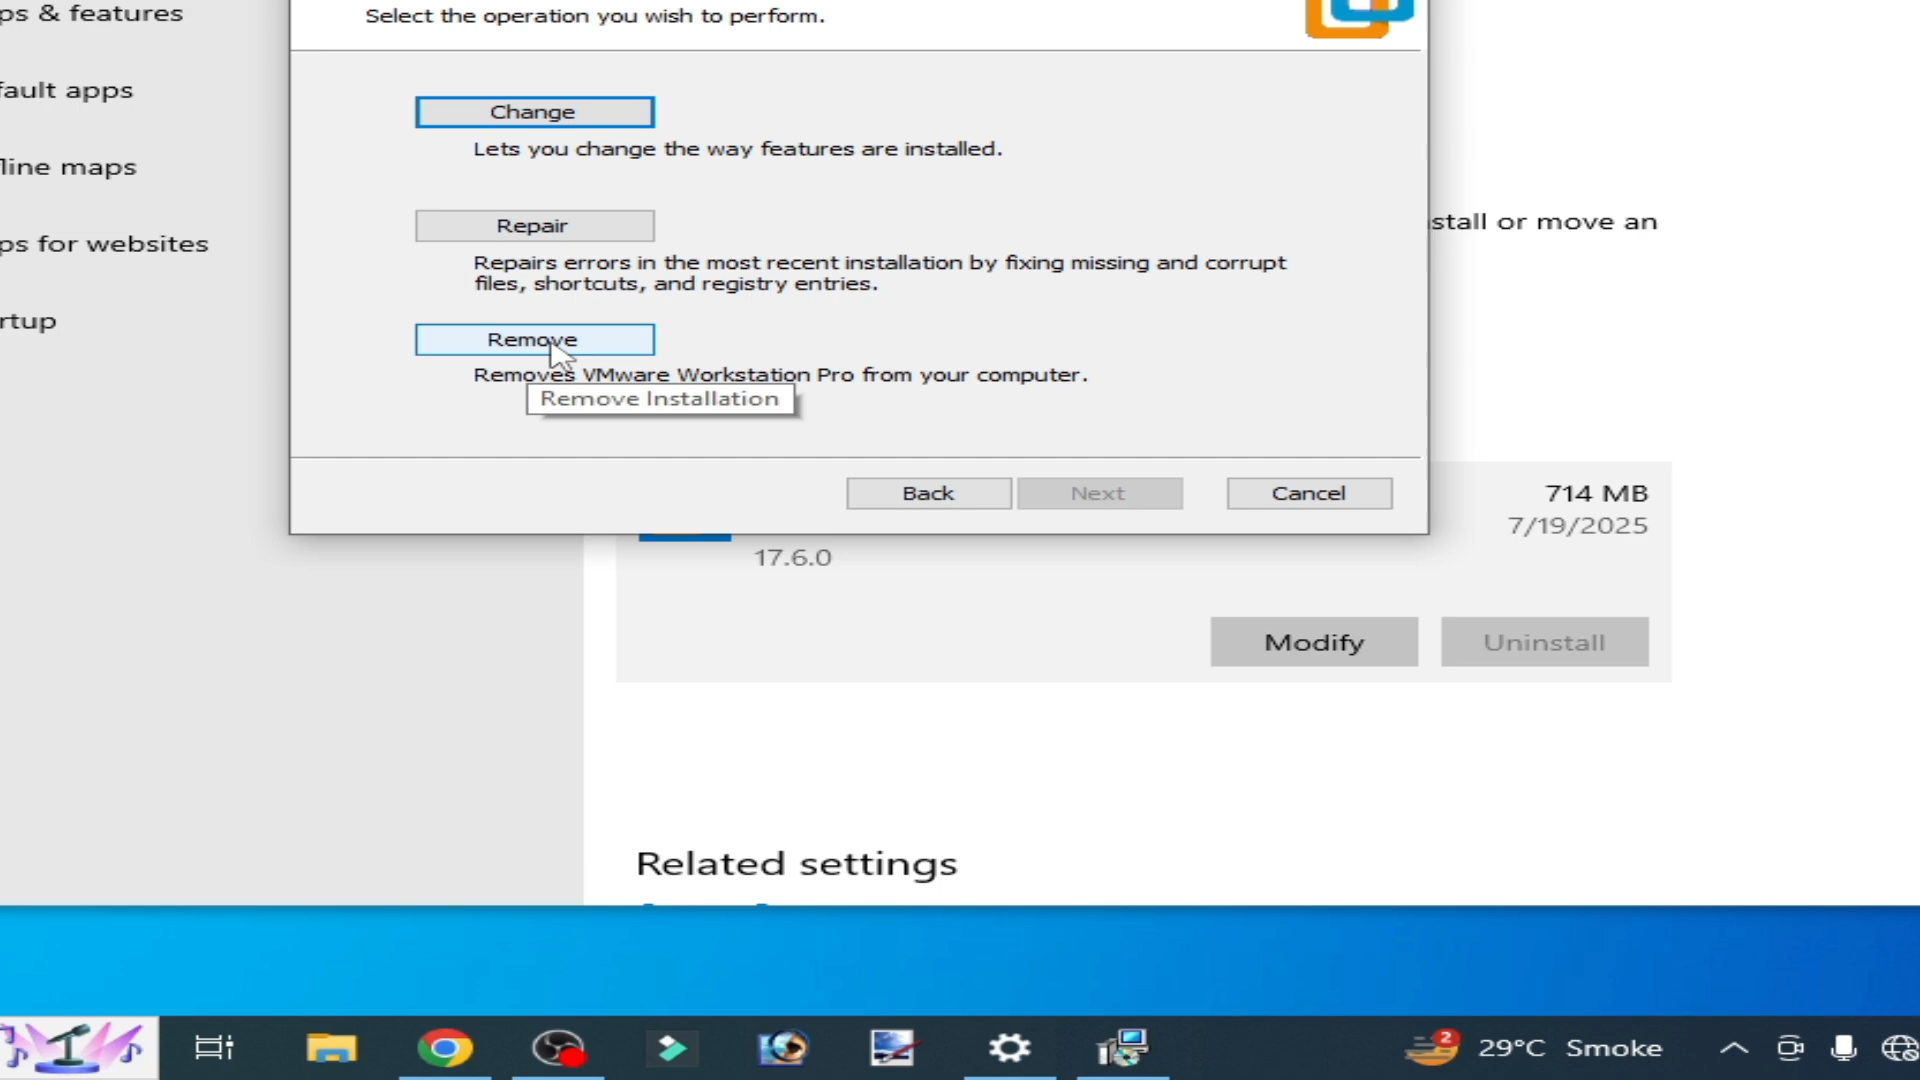 ps & features
Select the operation you wish to perform.
fault apps
Change
Lets you change the way features are installed.
line maps
Repair
Repairs errors in the most recent installation by fixing missing and corrupt
files, shortcuts, and registry entries.
stall or move an
ps for websites
rtup
Remove
Removes VMware Workstation Pro from your computer.
Remove Installation
Back
Next
Cancel
714 MB
7/19/2025
17.6.0
Modify
Uninstall
Related settings
2
29°C Smoke